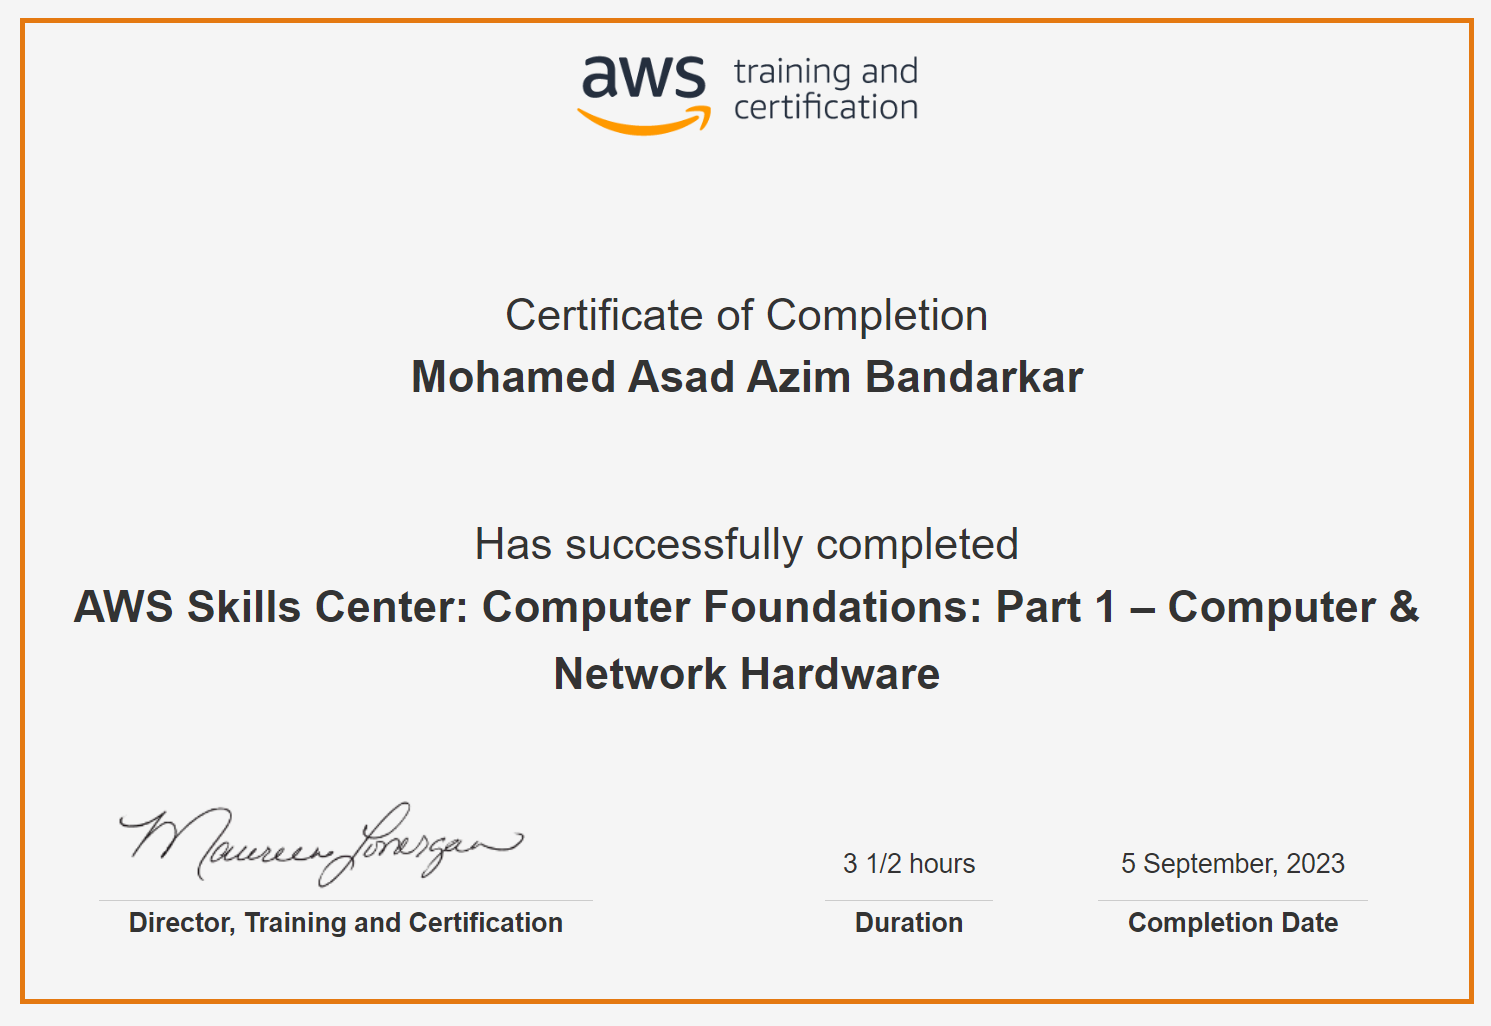 aws training and
certification
Certificate of Completion
Mohamed Asad Azim Bandarkar
Has successfully completed
AWS Skills Center: Computer Foundations: Part 1 – Computer &
Network Hardware
Maureen Lonergan
3 1/2 hours
5 September, 2023
Director, Training and Certification
Duration
Completion Date